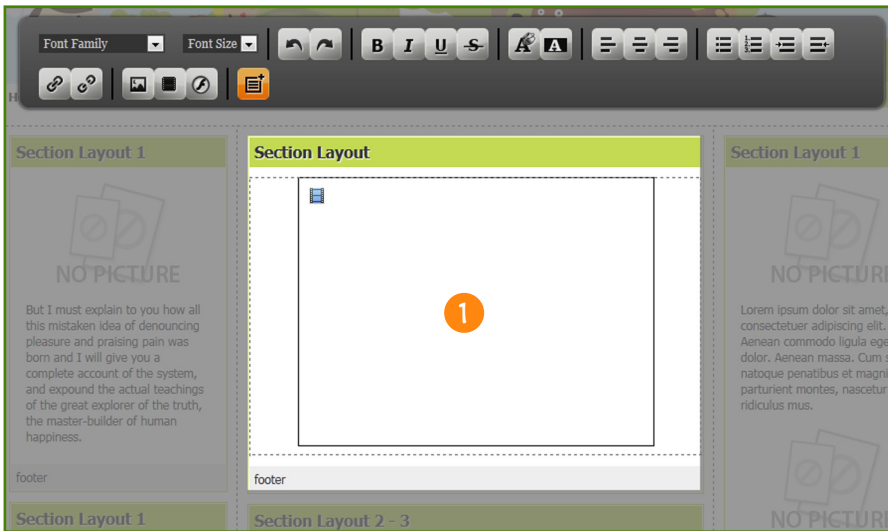 Font Family
Font Size
B I U S A A
1
2
3
H
Section Layout 1
NO PICTURE
But I must explain to you how all
this mistaken idea of denouncing
pleasure and praising pain was
born and I will give you a
complete account of the system,
and expound the actual teachings
of the great explorer of the truth,
the master-builder of human
happiness.
footer
Section Layout 1
Section Layout
1
footer
Section Layout 2 - 3
Section Layout 1
NO PICTURE
Lorem ipsum dolor sit amet,
consectetuer adipiscing elit.
Aenean commodo ligula ege
dolor. Aenean massa. Cum s
natoque penatibus et magni
parturient montes, nascetur
ridiculus mus.
NO PICTURE